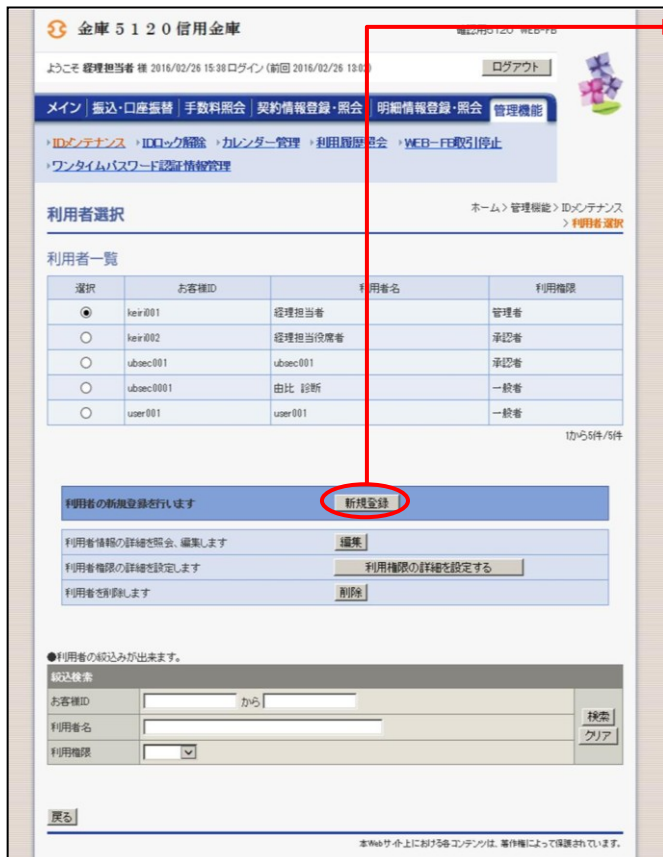 金庫５１２０信用金庫
確認用5120 WEB-FB
ようこそ 経理担当者 様 2016/02/26 15:38ログイン (前回 2016/02/26 13:02)
ログアウト
メイン 振込・口座振替 手数料照会 契約情報登録・照会 明細情報登録・照会 管理機能
›IDメンテナンス ›IDロック解除 ›カレンダー管理 ›利用履歴照会 ›WEB－FB取引停止
›ワンタイムパスワード認証情報管理
利用者選択
ホーム> 管理機能> IDメンテナンス
> 利用者選択
利用者一覧
選択 お客様ID 利用者名 利用権限
keiri001 経理担当者 管理者
keiri002 経理担当役席者 承認者
ubsec001 ubsec001 承認者
ubsec0001 由比 診断 一般者
user001 user001 一般者
1から5件/5件
利用者の新規登録を行います 新規登録
利用者情報の詳細を照会、編集します 編集
利用者権限の詳細を設定します 利用権限の詳細を設定する
利用者を削除します 削除
●利用者の絞込みが出来ます。
絞込検索
お客様ID から
利用者名
利用権限
検索
クリア
戻る
本Webサイト上における各コンテンツは、著作権によって保護されています。